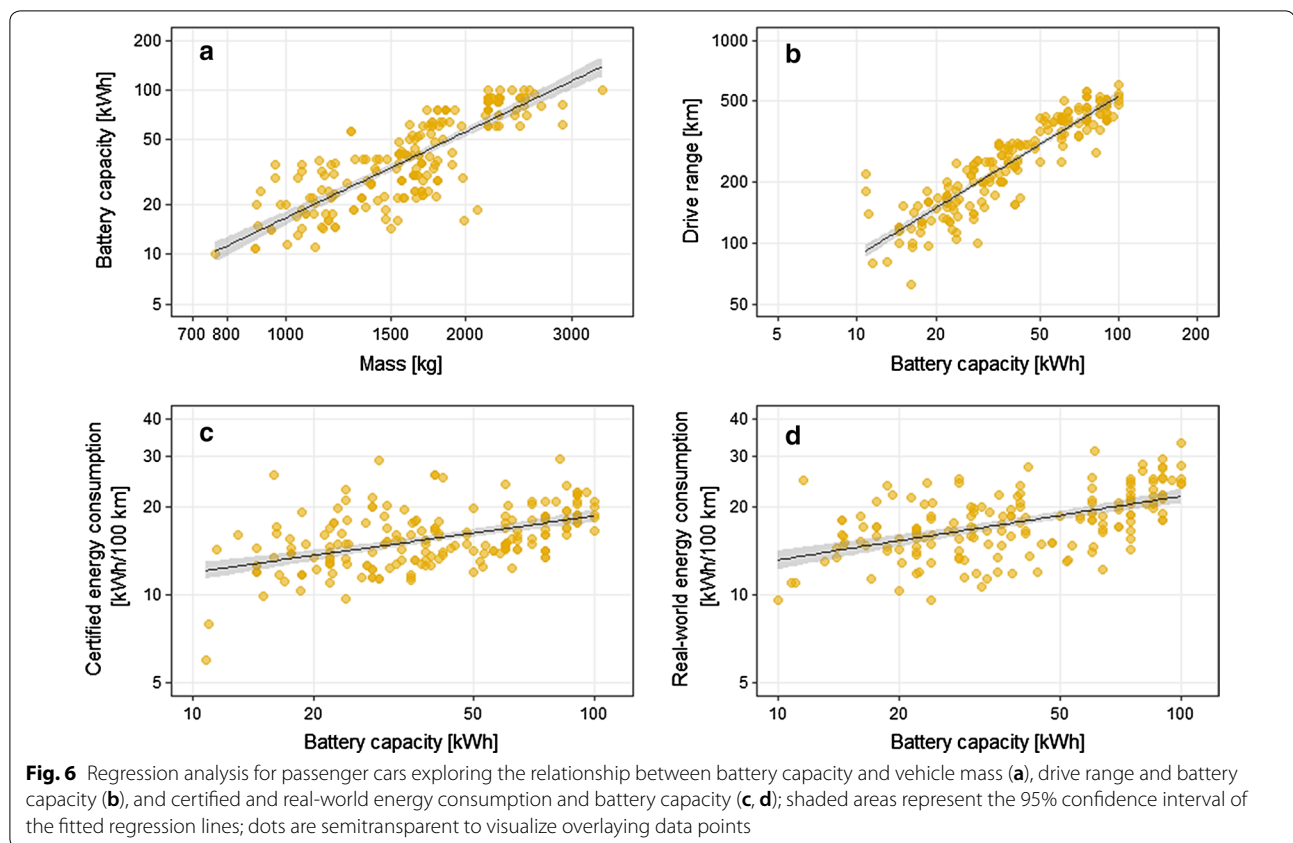 a
Battery capacity [kWh]
200
100
50
20
10
5
700 800 1000 1500 2000 3000
Mass [kg]
b
Drive range [km]
1000
500
200
100
50
5 10 20 50 100 200
Battery capacity [kWh]
c
Certified energy consumption
[kWh/100 km]
40
30
20
10
5
10 20 50 100
Battery capacity [kWh]
d
Real-world energy consumption
[kWh/100 km]
40
30
20
10
5
10 20 50 100
Battery capacity [kWh]
Fig. 6 Regression analysis for passenger cars exploring the relationship between battery capacity and vehicle mass (a), drive range and battery
capacity (b), and certified and real-world energy consumption and battery capacity (c, d); shaded areas represent the 95% confidence interval of
the fitted regression lines; dots are semitransparent to visualize overlaying data points